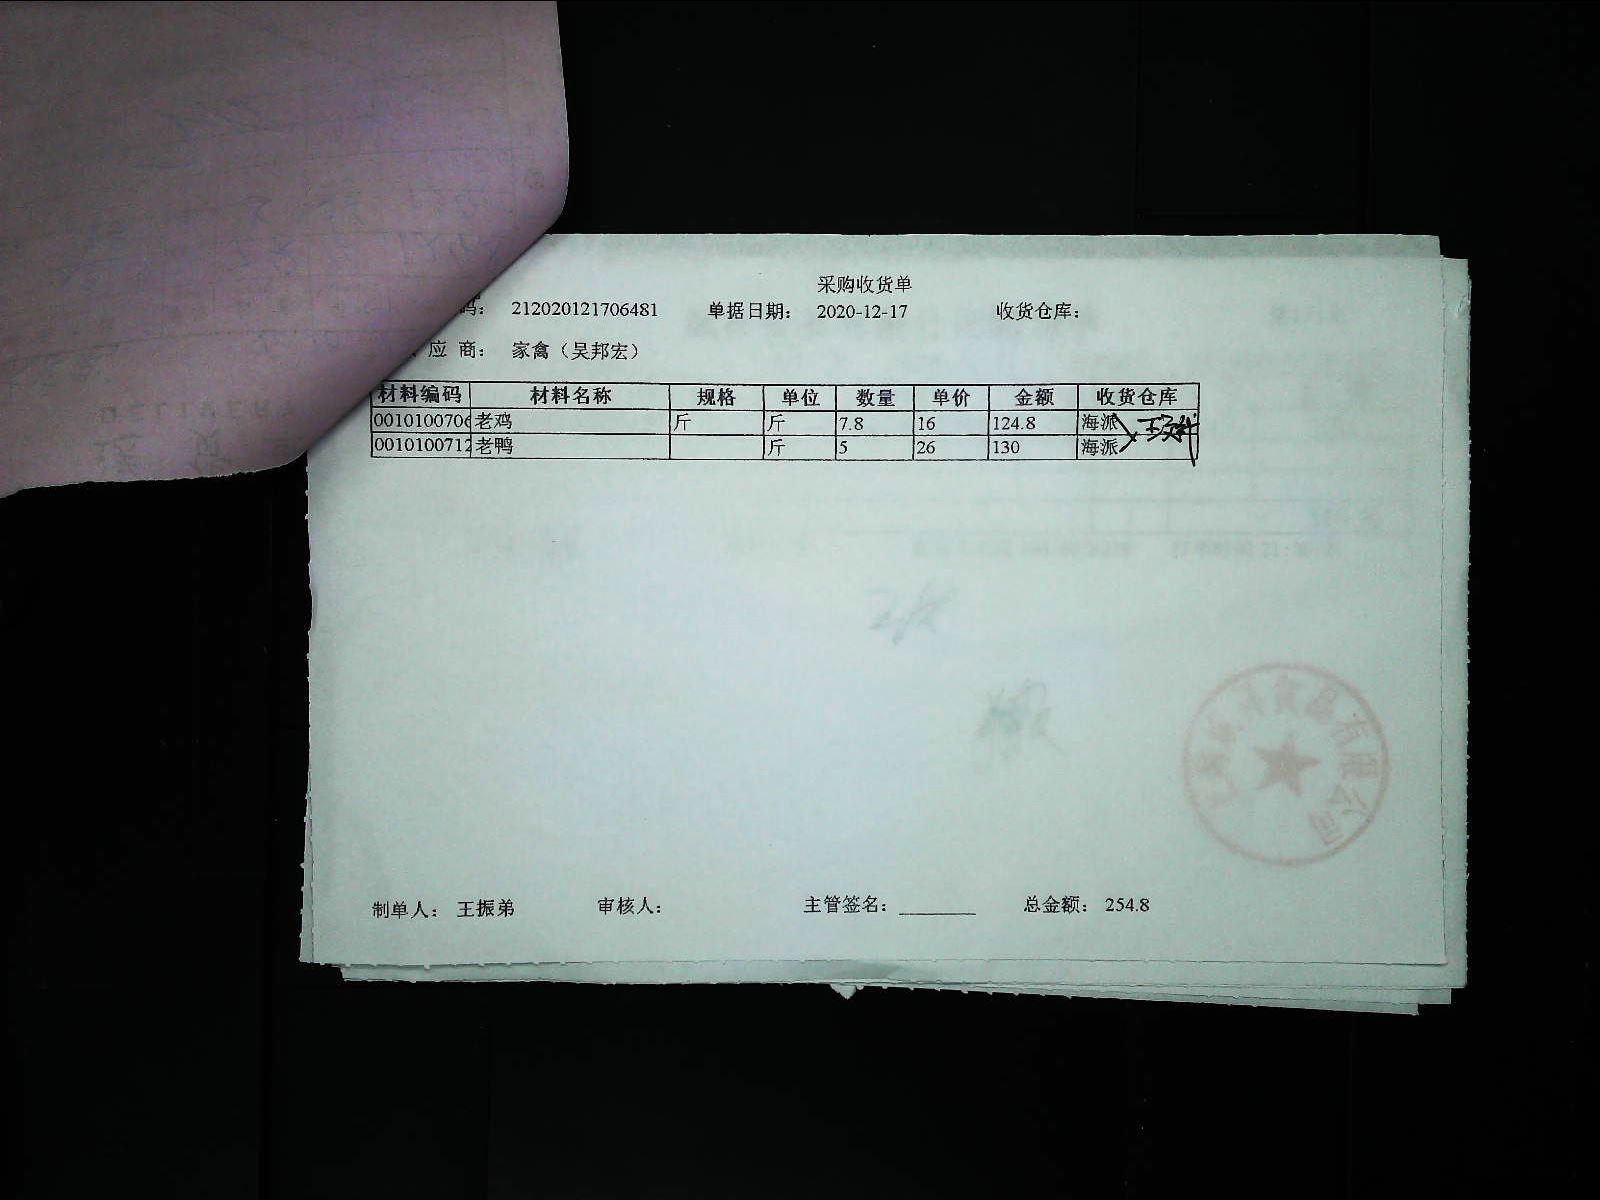 采购收货单
码： 212020121706481 单据日期： 2020-12-17 收货仓库：
应 商： 家禽（吴邦宏）
材料编码 材料名称 规格 单位 数量 单价 金额 收货仓库
0010100706 老鸡 斤 斤 7.8 16 124.8 海派
0010100712 老鸭 斤 5 26 130 海派
制单人： 王振弟 审核人： 主管签名：________ 总金额： 254.8